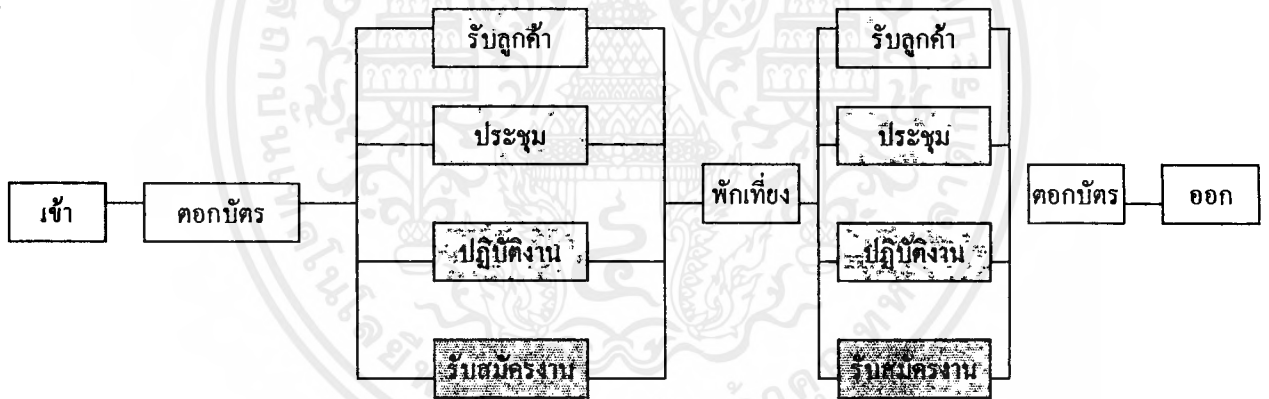 เข้า
ตอกบัตร
รับลูกค้า
ประชุม
ปฏิบัติงาน
รับสมัครงาน
พักเที่ยง
รับลูกค้า
ประชุม
ปฏิบัติงาน
รับสมัครงาน
ตอกบัตร
ออก